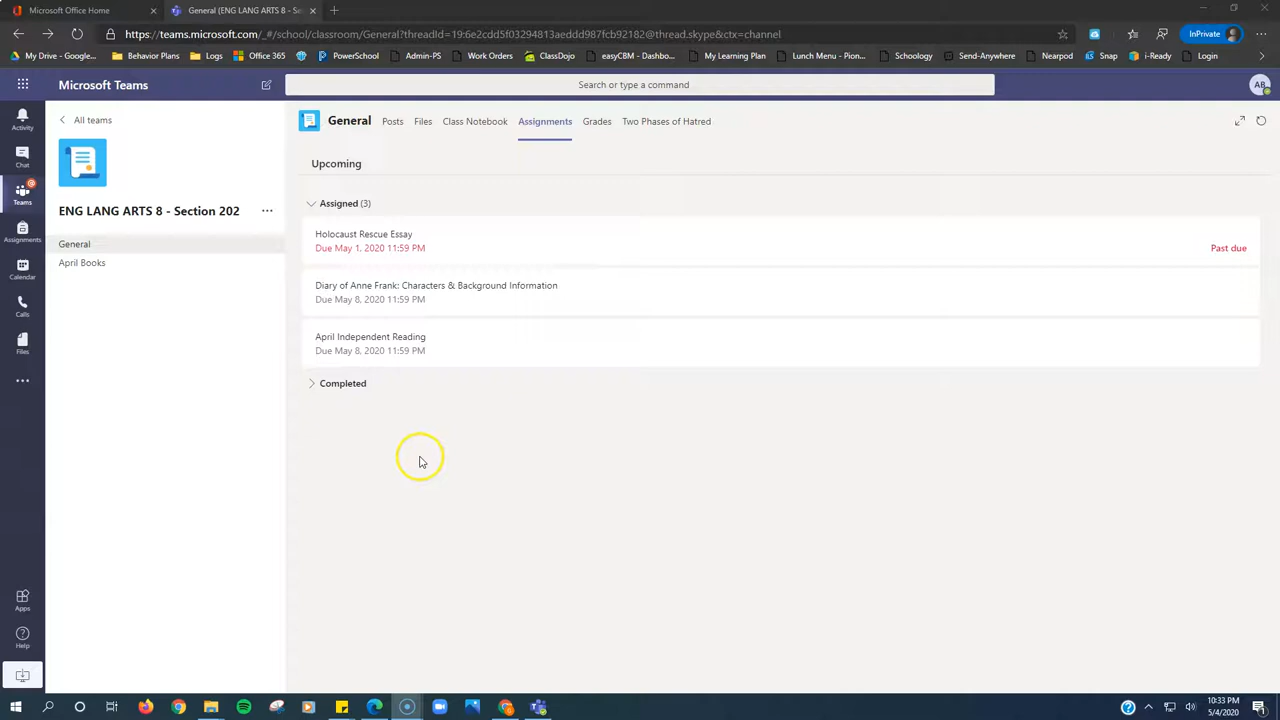 Microsoft Office Home
General (ENG LANG ARTS 8 - Se
https://teams.microsoft.com/_#/school/classroom/General?threadId=19:6e2cdd5f03294813aeddd987fcb92182@thread.skype&ctx=channel
InPrivate
My Drive - Google...
Behavior Plans
Office 365
PowerSchool
Admin-PS
Work Orders
ClassDojo
easyCBM - Dashbo...
My Learning Plan
Lunch Menu - Pion...
Schoology
Send-Anywhere
Nearpod
Snap
i-Ready
Login
Microsoft Teams
Search or type a command
AB
Activity
Chat
Teams
Assignments
Calendar
Calls
Files
Apps
Help
All teams
ENG LANG ARTS 8 - Section 202
General
April Books
General
Posts
Files
Class Notebook
Assignments
Grades
Two Phases of Hatred
Upcoming
Assigned (3)
Holocaust Rescue Essay
Due May 1, 2020 11:59 PM
Past due
Diary of Anne Frank: Characters & Background Information
Due May 8, 2020 11:59 PM
April Independent Reading
Due May 8, 2020 11:59 PM
Completed
10:33 PM
5/4/2020